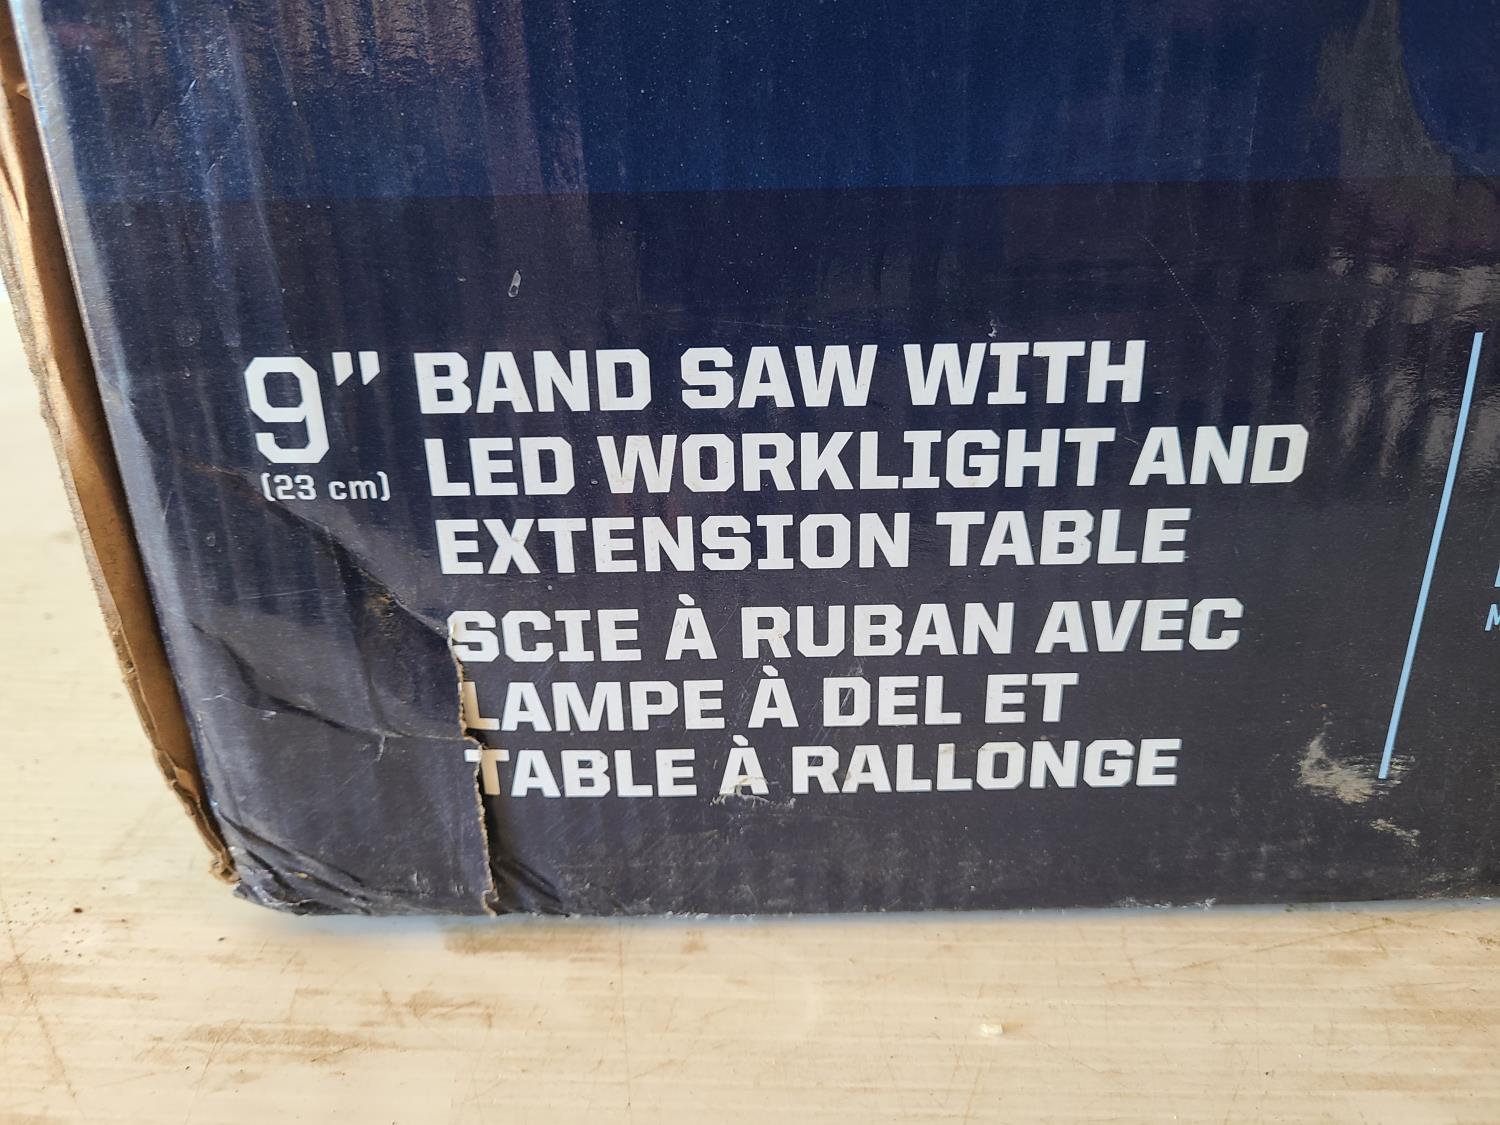 9” BAND SAW WITH
(23 cm) LED WORKLIGHT AND
EXTENSION TABLE
SCIE À RUBAN AVEC
LAMPE À DEL ET
TABLE À RALLONGE